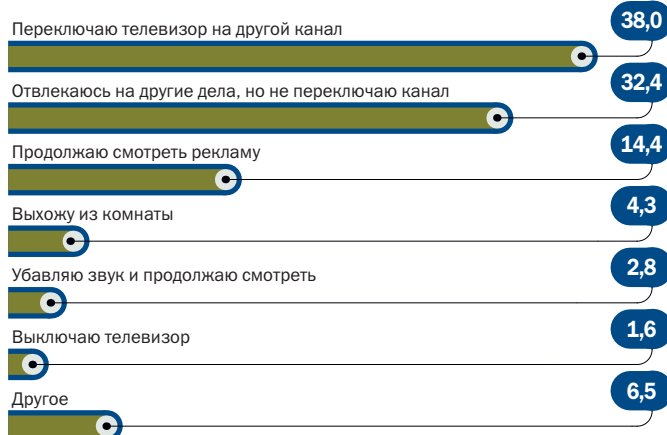 Переключаю телевизор на другой канал
38,0
Отвлекаюсь на другие дела, но не переключаю канал
32,4
Продолжаю смотреть рекламу
14,4
Выхожу из комнаты
4,3
Убавляю звук и продолжаю смотреть
2,8
Выключаю телевизор
1,6
Другое
6,5